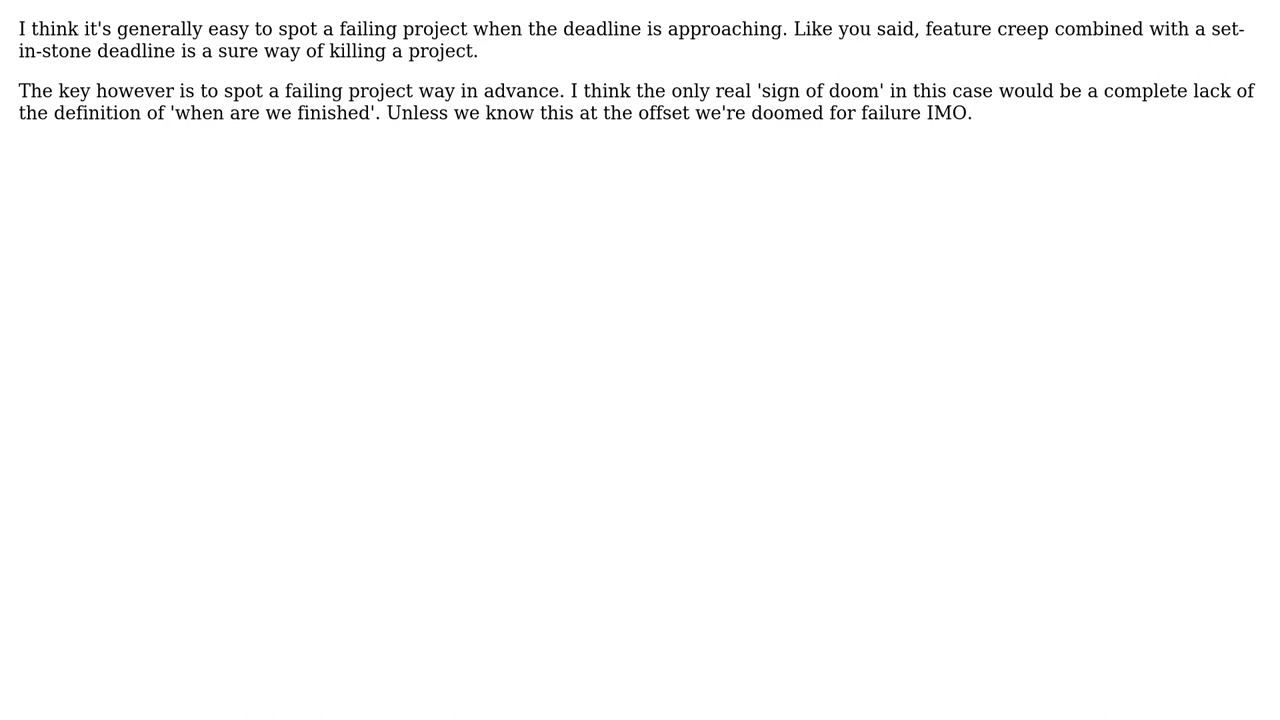 I think it's generally easy to spot a failing project when the deadline is approaching. Like you said, feature creep combined with a set-
in-stone deadline is a sure way of killing a project.
The key however is to spot a failing project way in advance. I think the only real 'sign of doom' in this case would be a complete lack of
the definition of 'when are we finished'. Unless we know this at the offset we're doomed for failure IMO.